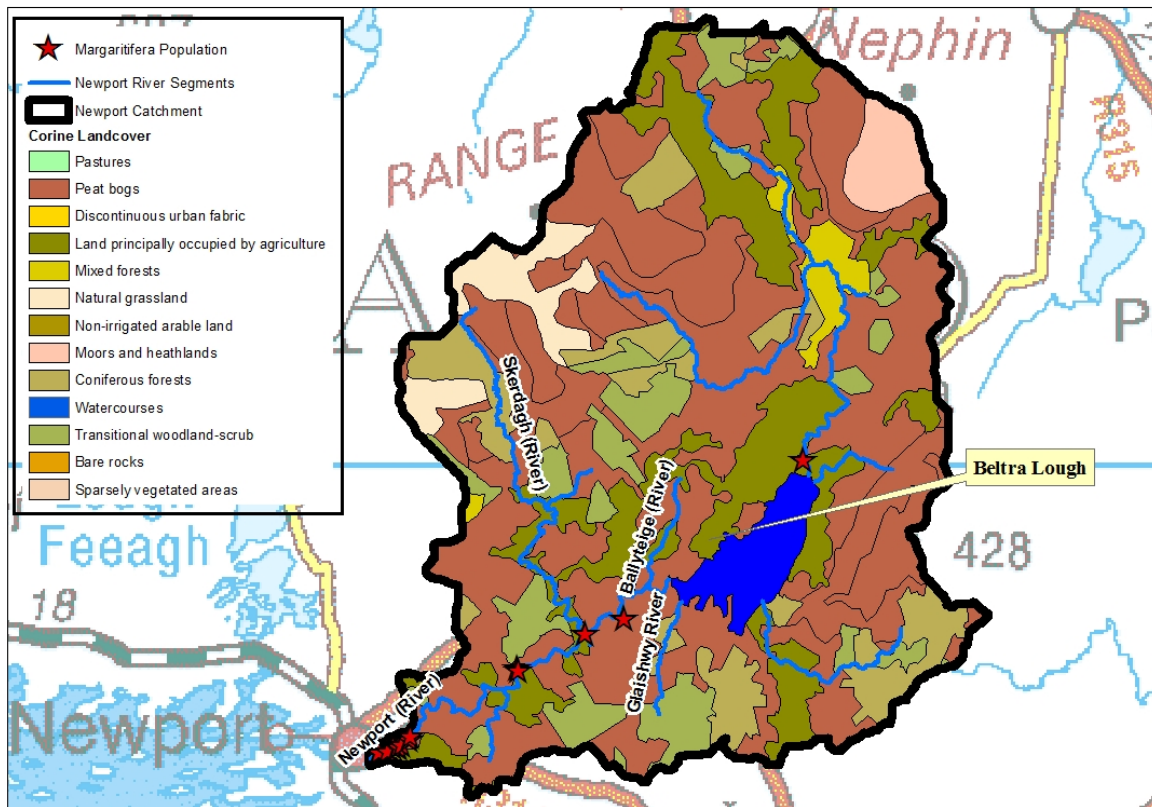 Margaritifera Population
Newport River Segments
Newport Catchment
Corine Landcover
Pastures
Peat bogs
Discontinuous urban fabric
Land principally occupied by agriculture
Mixed forests
Natural grassland
Non-irrigated arable land
Moors and heathlands
Coniferous forests
Watercourses
Transitional woodland-scrub
Bare rocks
Sparsely vegetated areas
Nephin
R315
RANGE
A
P
Skerdagh (River)
Ballyteige (River)
Beltra Lough
Feeagh
428
18
Glaishwy River
Newport (River)
Newport